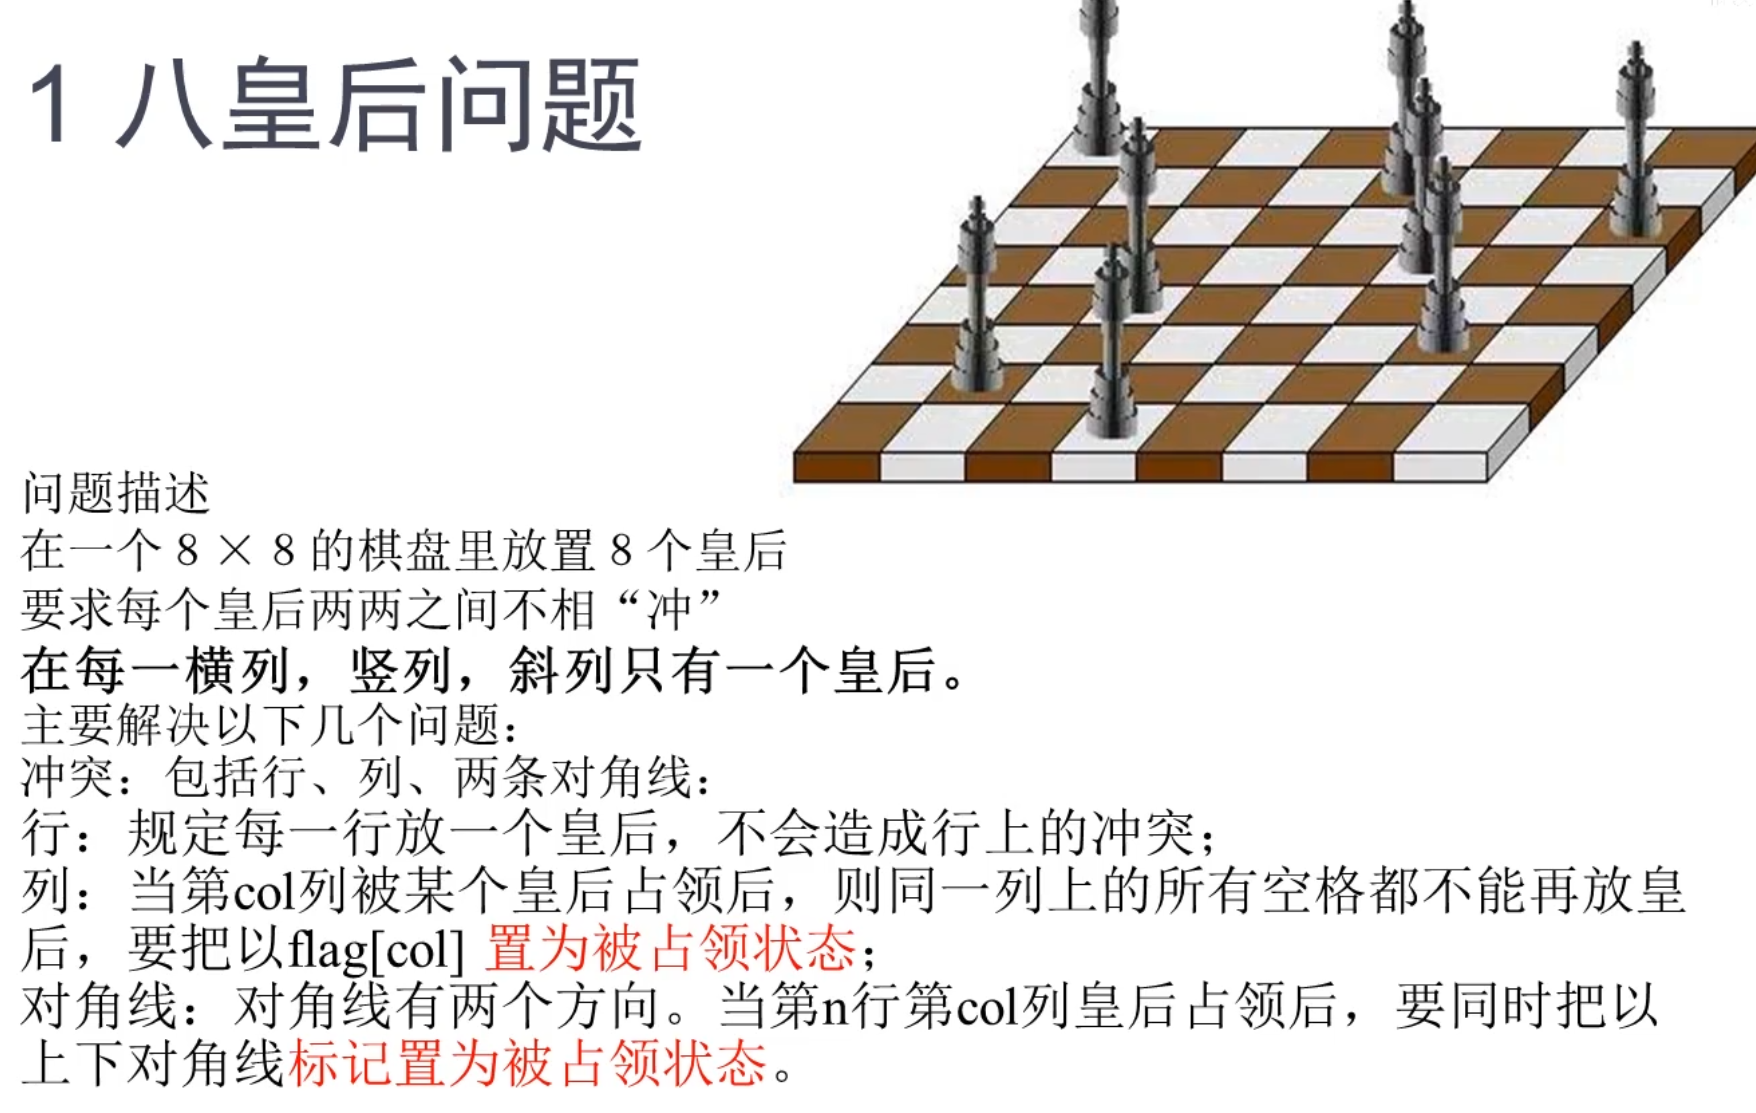 1 八皇后问题
问题描述
在一个８×８的棋盘里放置８个皇后
要求每个皇后两两之间不相“冲”
在每一横列，竖列，斜列只有一个皇后。
主要解决以下几个问题：
冲突：包括行、列、两条对角线：
行：规定每一行放一个皇后，不会造成行上的冲突；
列：当第col列被某个皇后占领后，则同一列上的所有空格都不能再放皇
后，要把以flag[col] 置为被占领状态；
对角线：对角线有两个方向。当第n行第col列皇后占领后，要同时把以
上下对角线标记置为被占领状态。